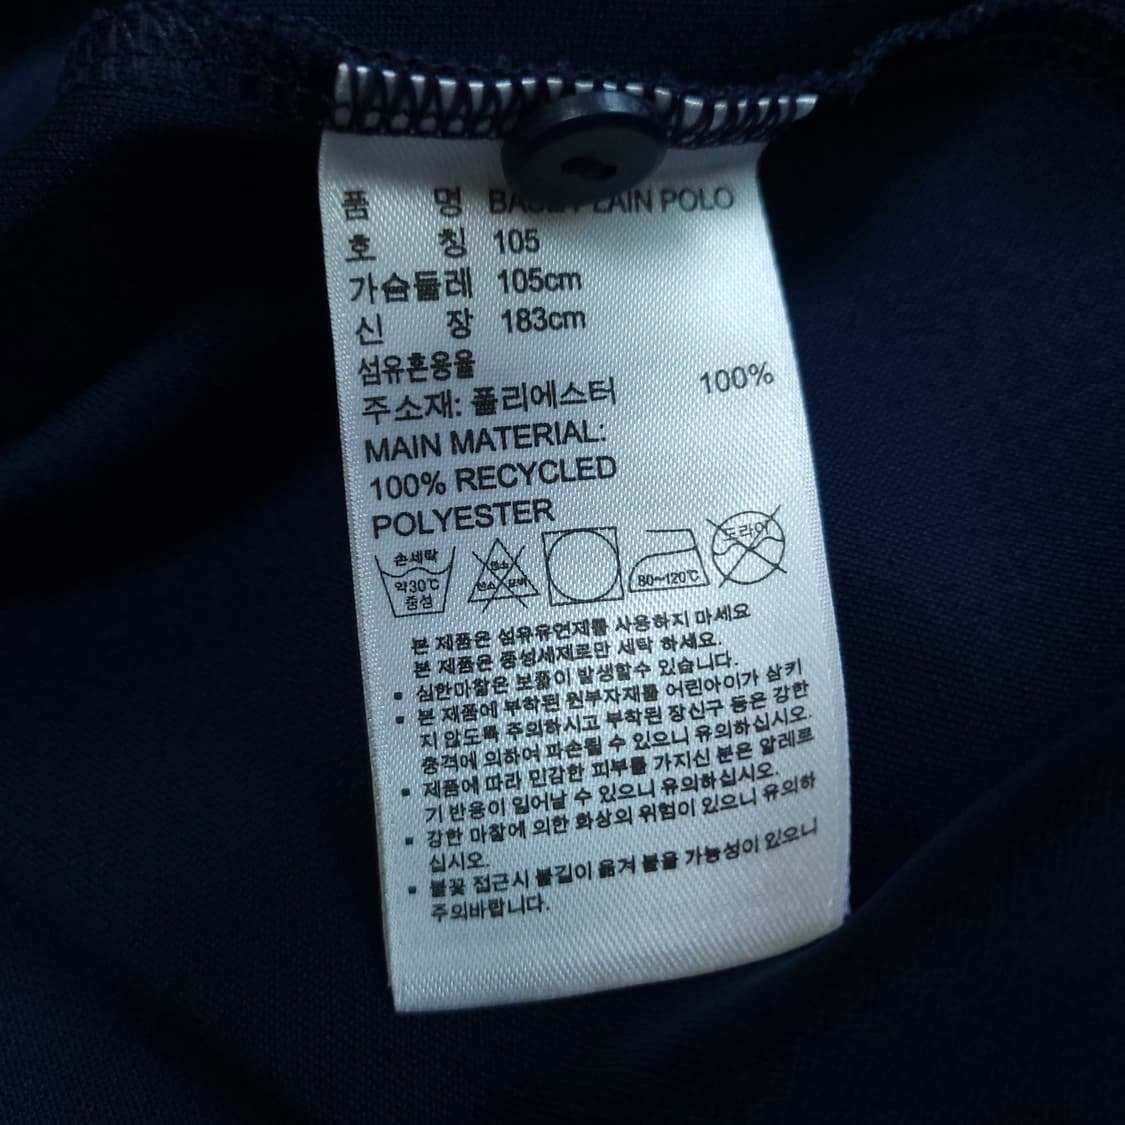 품 명 PLAIN POLO
호 칭 105
가슴둘레 105cm
신 장 183cm
섬유혼용율
주소재: 폴리에스터 100%
MAIN MATERIAL:
100% RECYCLED
POLYESTER
손세탁
약30℃
중성
염소
산소 표백
80~120℃
드라이
본 제품은 섬유유연제를 사용하지 마세요
본 제품은 중성세제로만 세탁 하세요.
▪ 심한마찰은 보풀이 발생할수 있습니다.
▪ 본 제품에 부착된 원부자재를 어린아이가 삼키
지 않도록 주의하시고 부착된 장신구 등은 강한
충격에 의하여 파손될 수 있으니 유의하십시오.
▪ 제품에 따라 민감한 피부를 가지신 분은 알레르
기 반응이 일어날 수 있으니 유의하십시오.
▪ 강한 마찰에 의한 화상의 위험이 있으니 유의하
십시오.
▪ 불꽃 접근시 불길이 옮겨 붙을 가능성이 있으니
주의바랍니다.